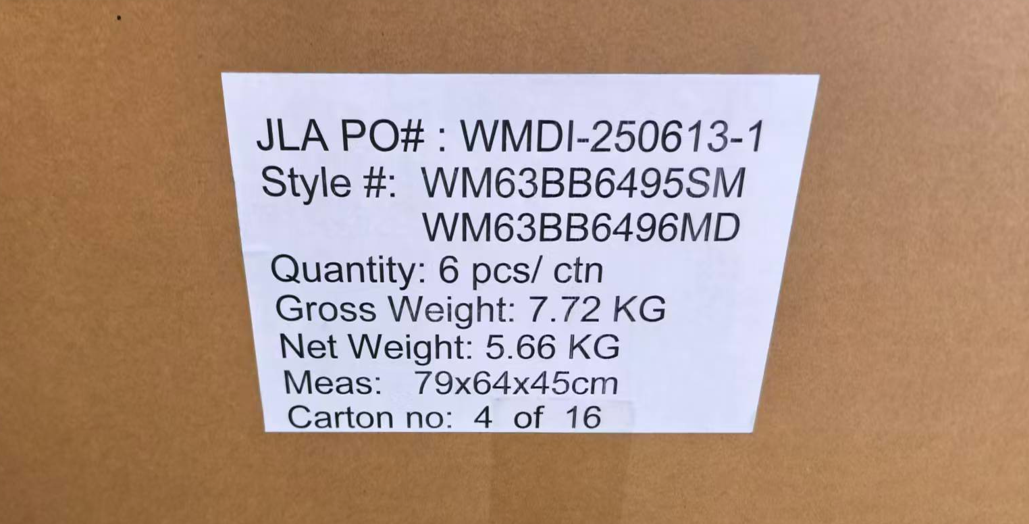 JLA PO# : WMDI-250613-1
Style #: WM63BB6495SM
WM63BB6496MD
Quantity: 6 pcs/ ctn
Gross Weight: 7.72 KG
Net Weight: 5.66 KG
Meas: 79x64x45cm
Carton no: 4 of 16